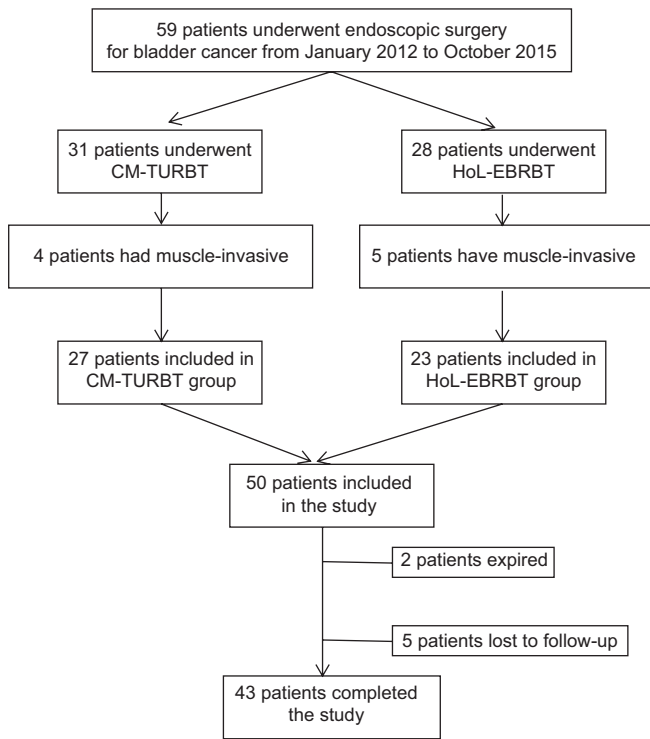 59 patients underwent endoscopic surgery
for bladder cancer from January 2012 to October 2015
31 patients underwent
CM-TURBT
28 patients underwent
HoL-EBRBT
4 patients had muscle-invasive
5 patients have muscle-invasive
27 patients included in
CM-TURBT group
23 patients included in
HoL-EBRBT group
50 patients included
in the study
2 patients expired
5 patients lost to follow-up
43 patients completed
the study